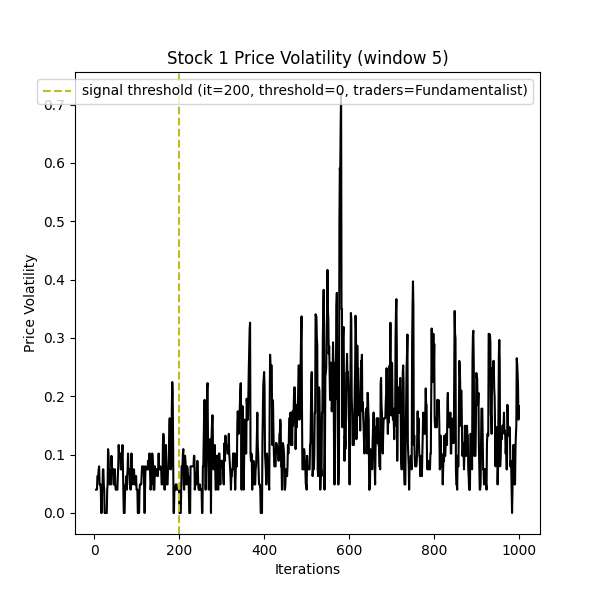 Stock 1 Price Volatility (window 5)
signal threshold (it=200, threshold=0, traders=Fundamentalist)
0.7
0.6
0.5
0.4
0.3
0.2
0.1
0.0
Price Volatility
0 200 400 600 800 1000
Iterations